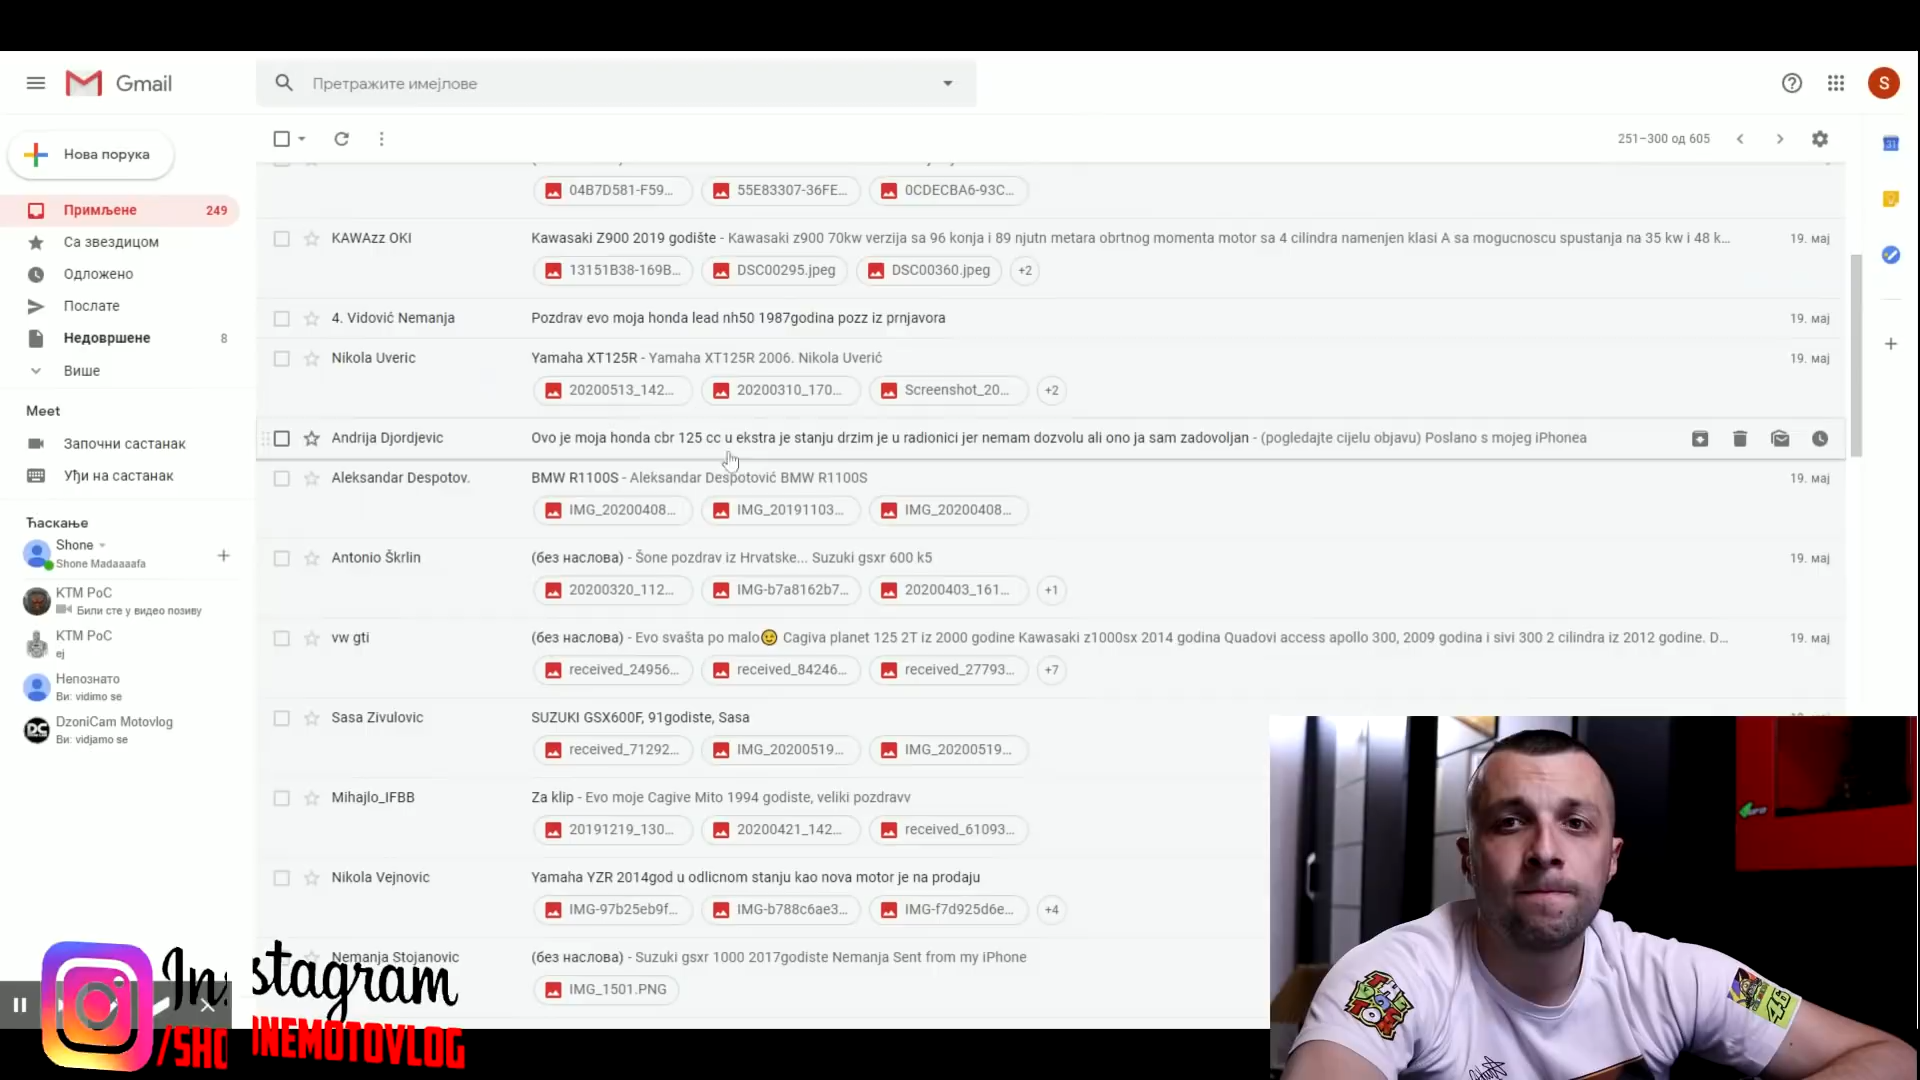 Gmail
Претражите имејлове
S
Нова порука
251–300 од 605
31
Примљене 249
Са звездицом
Одложено
Послате
Недовршене 8
Више
Meet
Започни састанак
Уђи на састанак
Ћаскање
Shone
Shone Madaaaafa
KTM PoC
Били сте у видео позиву
KTM PoC
ej
Непознато
Ви: vidimo se
DzoniCam Motovlog
Ви: vidjamo se
04B7D581-F59... 55E83307-36FE... 0CDECBA6-93C...
KAWAzz OKI Kawasaki Z900 2019 godište - Kawasaki z900 70kw verzija sa 96 konja i 89 njutn metara obrtnog momenta motor sa 4 cilindra namenjen klasi A sa mogucnoscu spustanja na 35 kw i 48 k... 19. мај
13151B38-169B... DSC00295.jpeg DSC00360.jpeg +2
4. Vidović Nemanja Pozdrav evo moja honda lead nh50 1987godina pozz iz prnjavora 19. мај
Nikola Uveric Yamaha XT125R - Yamaha XT125R 2006. Nikola Uverić 19. мај
20200513_142... 20200310_170... Screenshot_20... +2
Andrija Djordjevic Ovo je moja honda cbr 125 cc u ekstra je stanju drzim je u radionici jer nemam dozvolu ali ono ja sam zadovoljan - (pogledajte cijelu objavu) Poslano s mojeg iPhonea
Aleksandar Despotov. BMW R1100S - Aleksandar Despotović BMW R1100S 19. мај
IMG_20200408... IMG_20191103... IMG_20200408...
Antonio Škrlin (без наслова) - Šone pozdrav iz Hrvatske... Suzuki gsxr 600 k5 19. мај
20200320_112... IMG-b7a8162b7... 20200403_161... +1
vw gti (без наслова) - Evo svašta po malo😉 Cagiva planet 125 2T iz 2000 godine Kawasaki z1000sx 2014 godina Quadovi access apollo 300, 2009 godina i sivi 300 2 cilindra iz 2012 godine. D... 19. мај
received_24956... received_84246... received_27793... +7
Sasa Zivulovic SUZUKI GSX600F, 91godiste, Sasa
received_71292... IMG_20200519... IMG_20200519...
Mihajlo_IFBB Za klip - Evo moje Cagive Mito 1994 godiste, veliki pozdravv
20191219_130... 20200421_142... received_61093...
Nikola Vejnovic Yamaha YZR 2014god u odlicnom stanju kao nova motor je na prodaju
IMG-97b25eb9f... IMG-b788c6ae3... IMG-f7d925d6e... +4
Nemanja Stojanovic (без наслова) - Suzuki gsxr 1000 2017godiste Nemanja Sent from my iPhone
IMG_1501.PNG
Instagram
/SHONEMOTOVLOG
THE DOCTOR
46